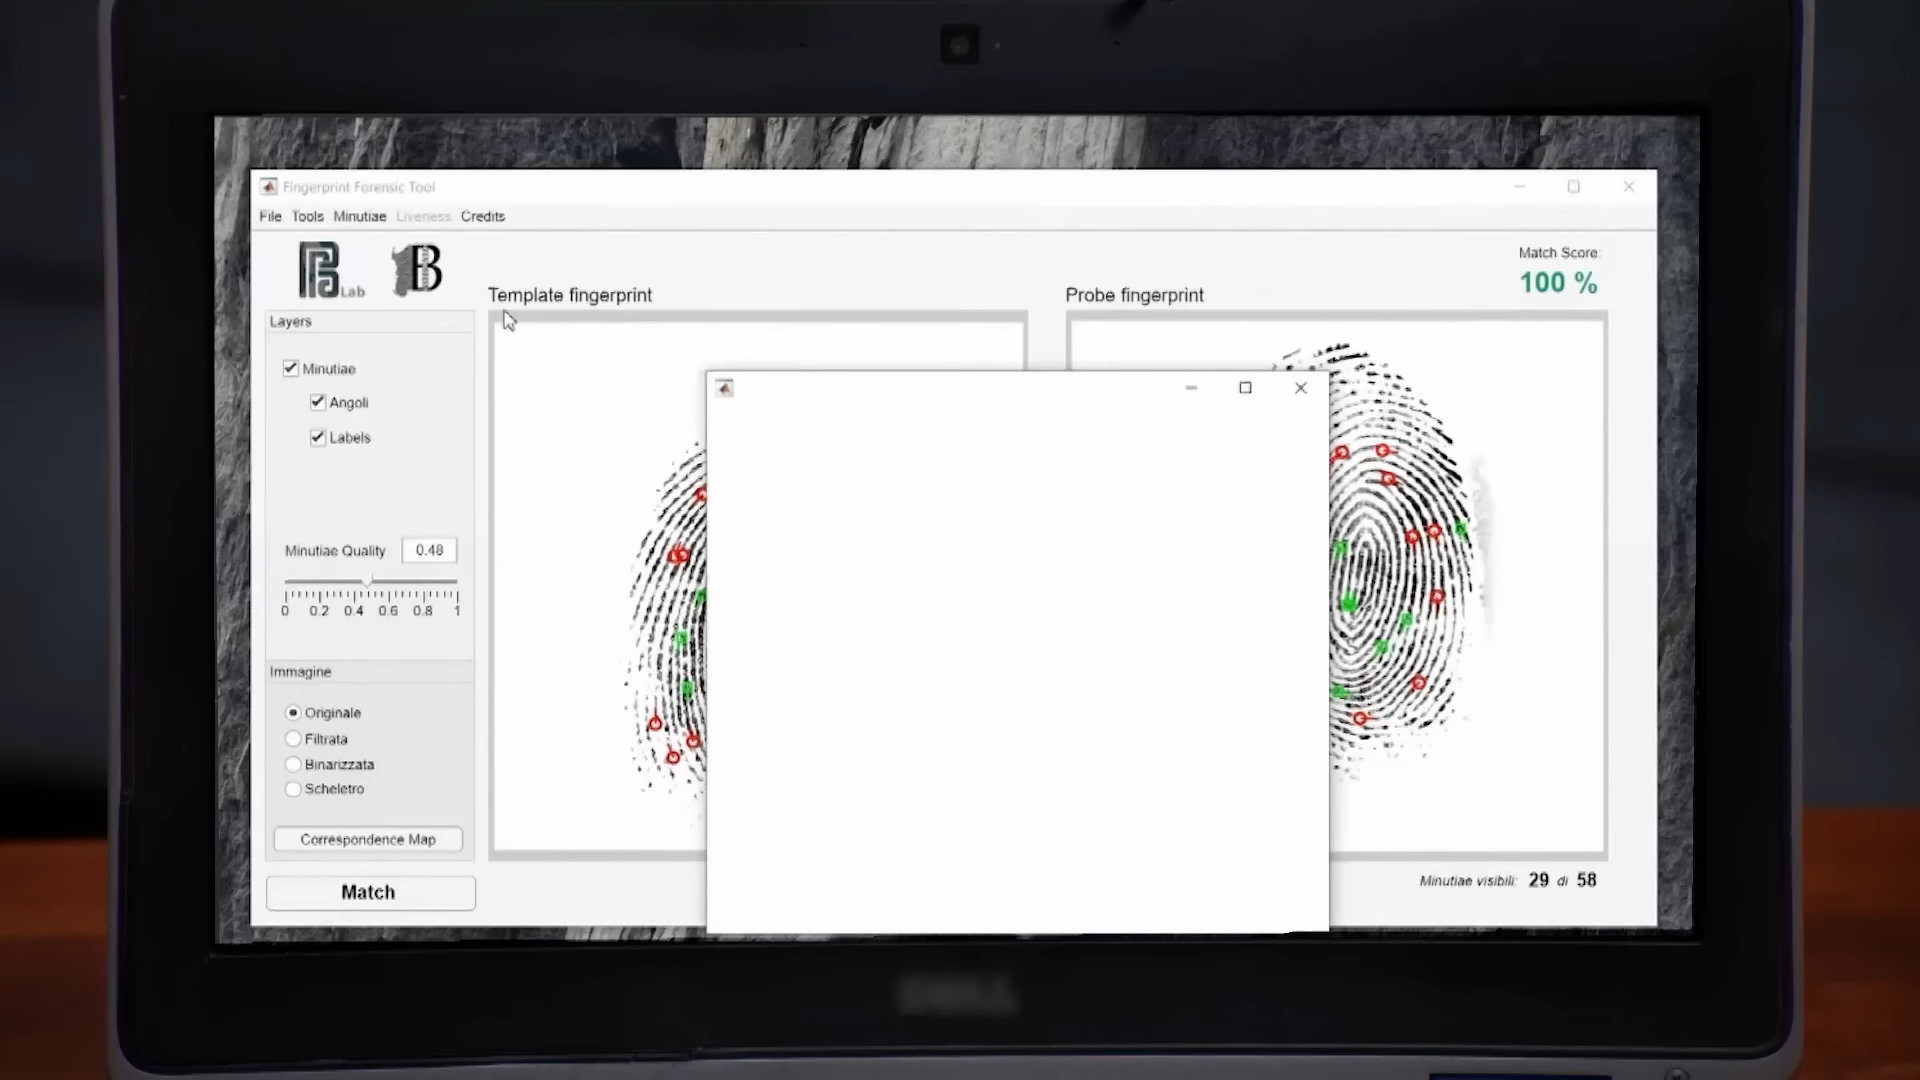 Fingerprint Forensic Tool
File Tools Minutiae Liveness Credits
Lab
B
Match Score:
100 %
Template fingerprint
Probe fingerprint
Layers
Minutiae
Angoli
Labels
Minutiae Quality 0.48
0 0.2 0.4 0.6 0.8 1
Immagine
Originale
Filtrata
Binarizzata
Scheletro
Correspondence Map
Match
Minutiae visibili: 29 di 58
DELL